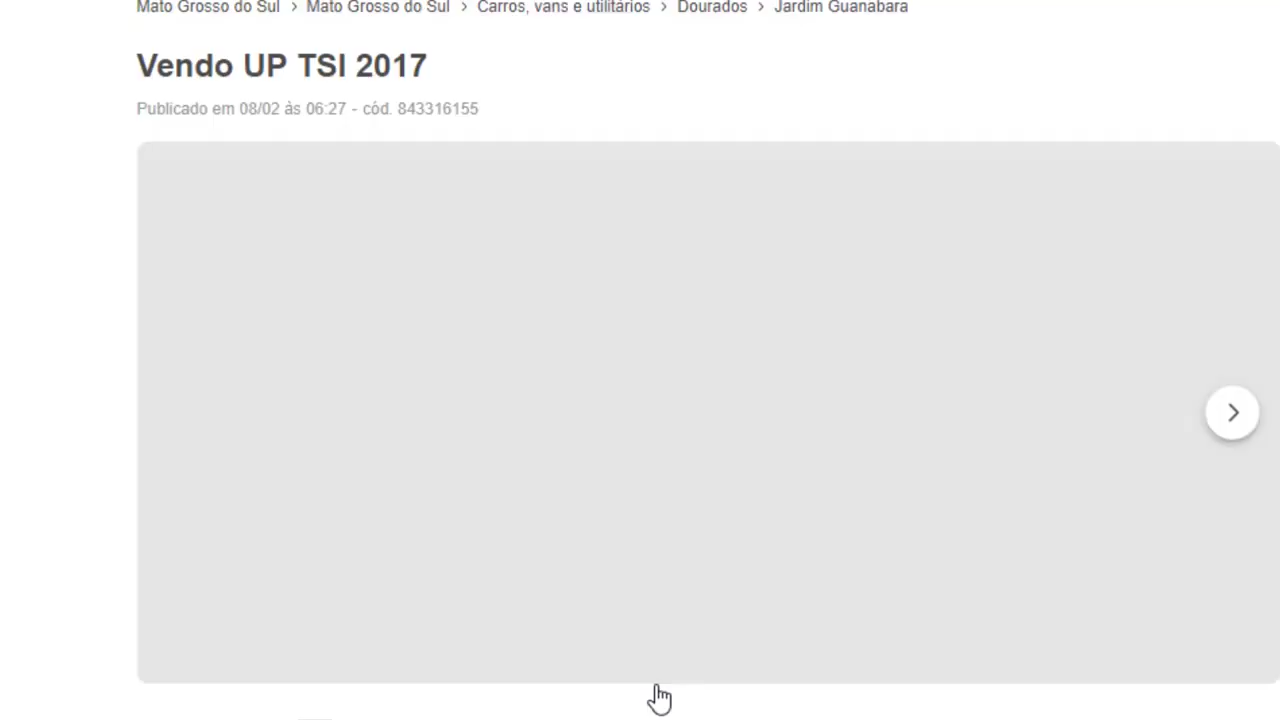 Mato Grosso do Sul > Mato Grosso do Sul > Carros, vans e utilitários > Dourados > Jardim Guanabara
Vendo UP TSI 2017
Publicado em 08/02 às 06:27 - cód. 843316155